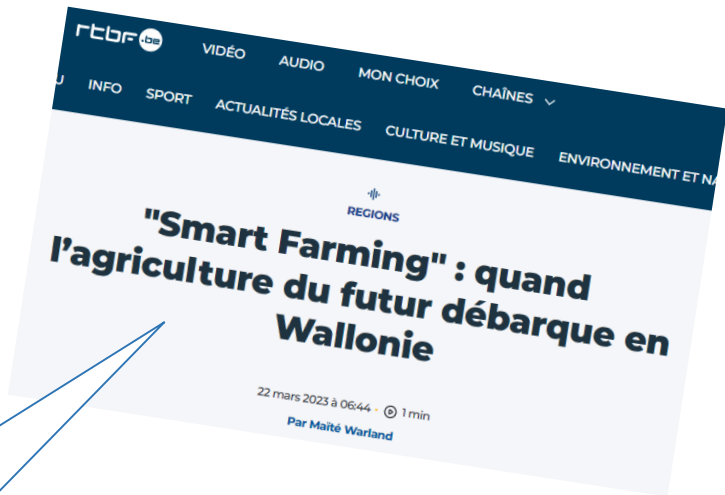 rtbf.be
VIDÉO AUDIO MON CHOIX CHAÎNES
INFO SPORT ACTUALITÉS LOCALES CULTURE ET MUSIQUE ENVIRONNEMENT ET
REGIONS
"Smart Farming" : quand
l’agriculture du futur débarque en
Wallonie
22 mars 2023 à 06:44 · 1 min
Par Maïté Warland